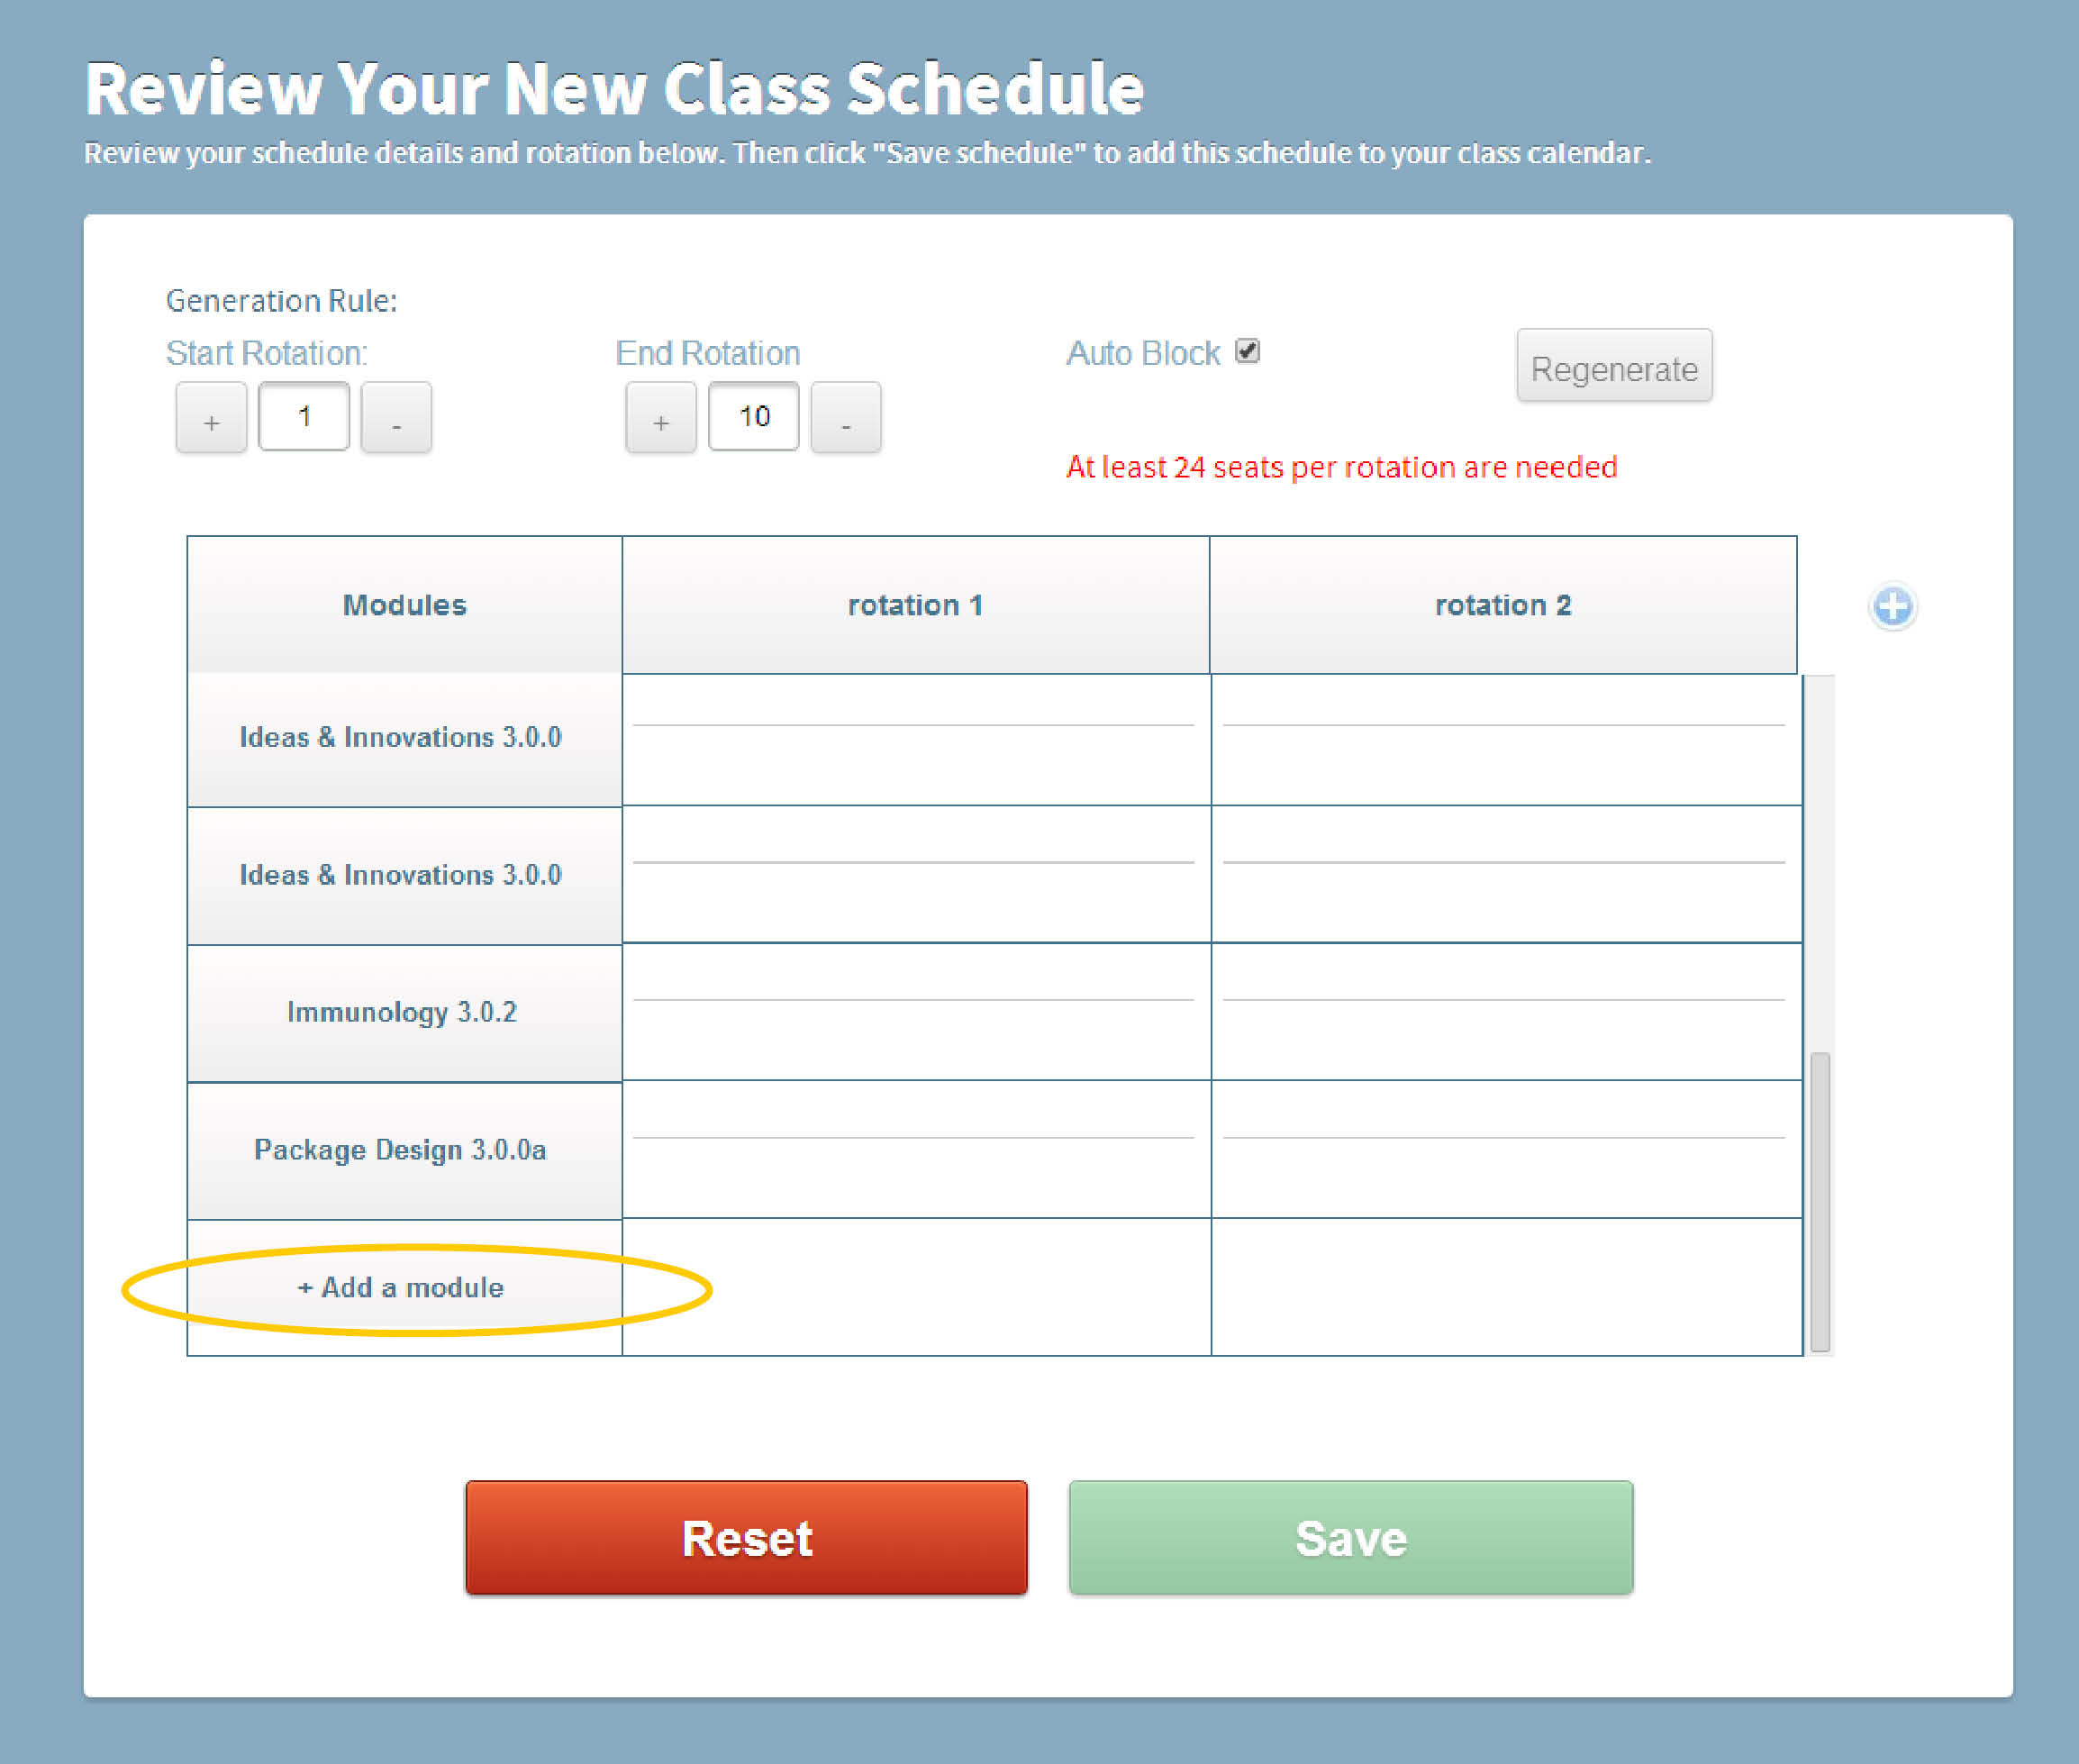 Review Your New Class Schedule
Review your schedule details and rotation below. Then click "Save schedule" to add this schedule to your class calendar.
Generation Rule:
Start Rotation: End Rotation Auto Block Regenerate
+ 1 - + 10 -
At least 24 seats per rotation are needed
Modules rotation 1 rotation 2
Ideas & Innovations 3.0.0
Ideas & Innovations 3.0.0
Immunology 3.0.2
Package Design 3.0.0a
+ Add a module
Reset Save